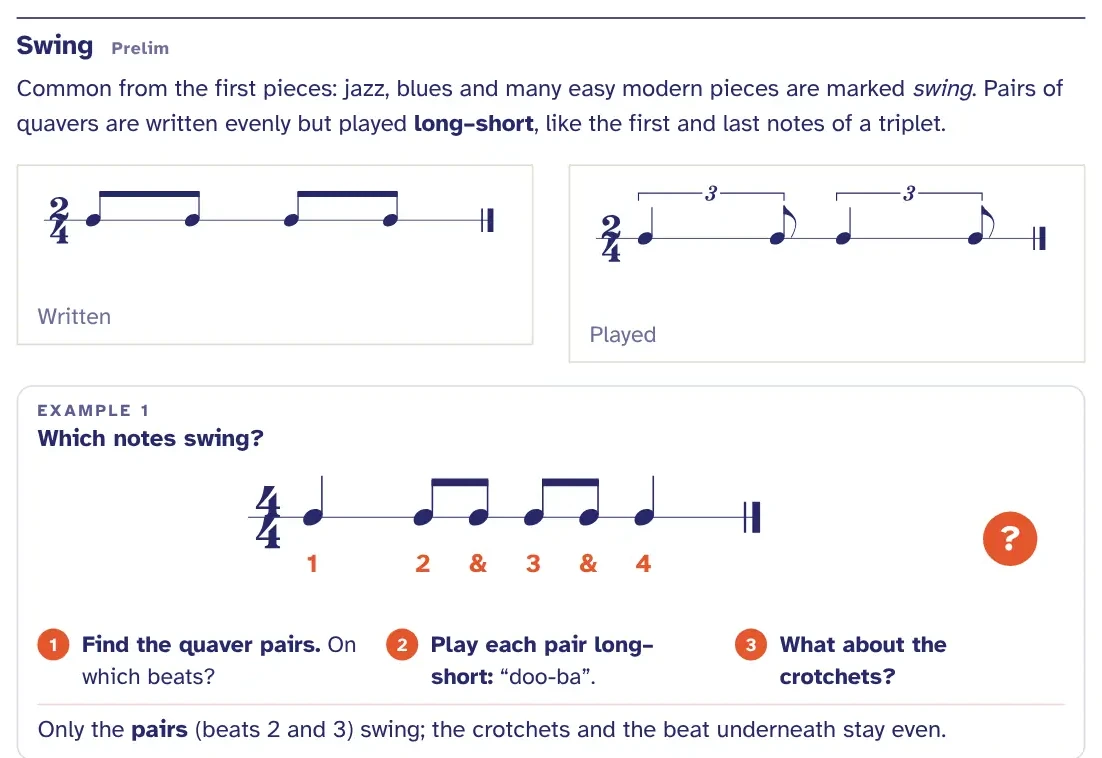 Swing Prelim
Common from the first pieces: jazz, blues and many easy modern pieces are marked swing. Pairs of
quavers are written evenly but played long–short, like the first and last notes of a triplet.
2
4
Written
3 3
2
4
Played
EXAMPLE 1
Which notes swing?
4
4
1 2 & 3 & 4
?
1 Find the quaver pairs. On
which beats?
2 Play each pair long–
short: “doo-ba”.
3 What about the
crotchets?
Only the pairs (beats 2 and 3) swing; the crotchets and the beat underneath stay even.